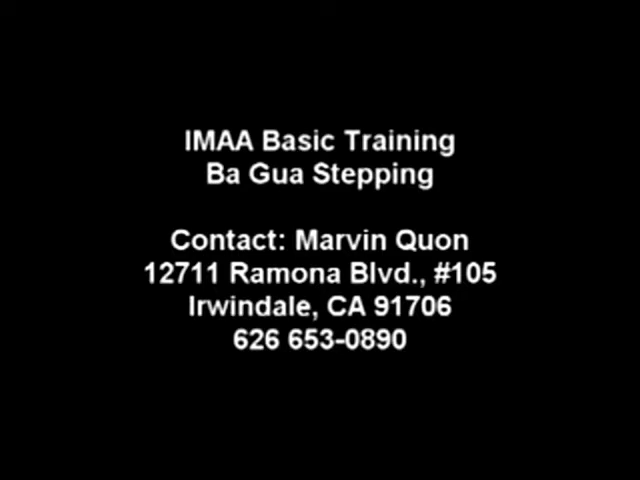 IMAA Basic Training
Ba Gua Stepping
Contact: Marvin Quon
12711 Ramona Blvd., #105
Irwindale, CA 91706
626 653-0890